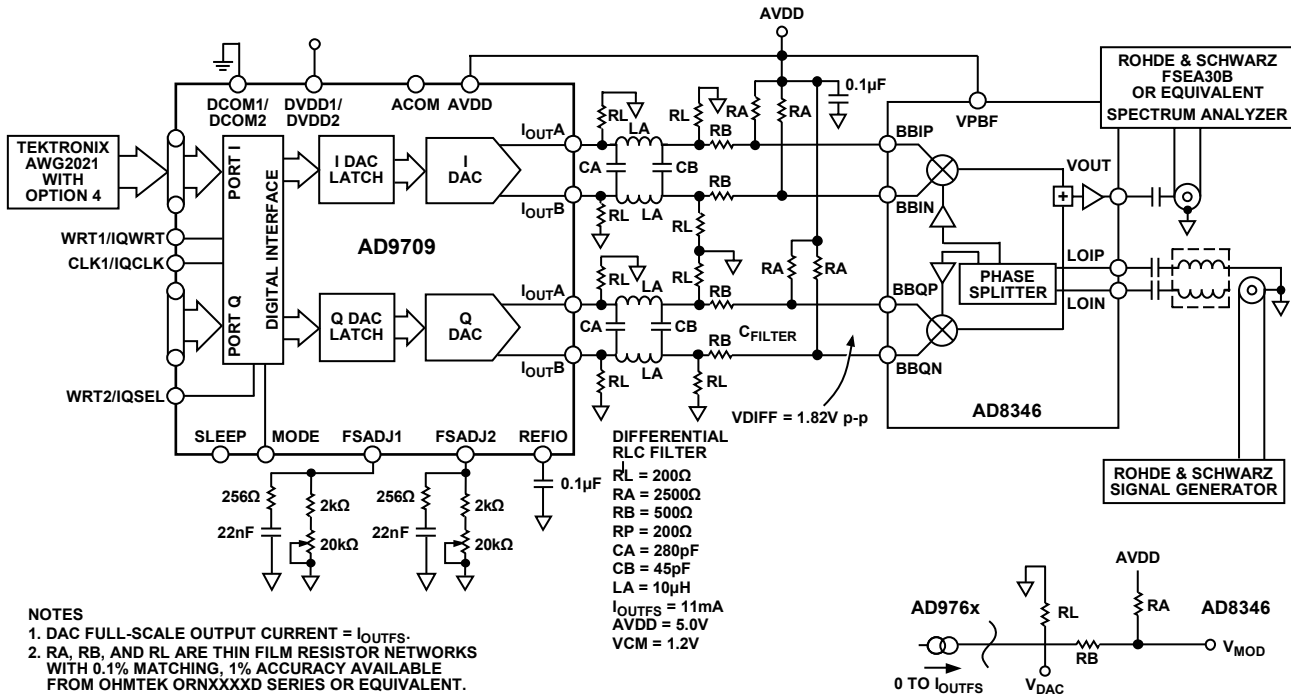 AVDD
ROHDE & SCHWARZ
FSEA30B
OR EQUIVALENT
SPECTRUM ANALYZER
DCOM1/
DCOM2
DVDD1/
DVDD2
ACOM
AVDD
RL
LA
RL
RB
RA
RA
0.1µF
VPBF
TEKTRONIX
AWG2021
WITH
OPTION 4
PORT I
I DAC
LATCH
I
DAC
IOUTA
CA
CB
BBIP
VOUT
RB
IOUTB
BBIN
RL
LA
RL
DIGITAL INTERFACE
AD9709
WRT1/IQWRT
CLK1/IQCLK
RL
LA
RL
RA
RA
PHASE
SPLITTER
LOIP
LOIN
IOUTA
RB
BBQP
PORT Q
Q DAC
LATCH
Q
DAC
CA
CB
CFILTER
RB
IOUTB
BBQN
RL
LA
RL
WRT2/IQSEL
VDIFF = 1.82V p-p
AD8346
SLEEP
MODE
FSADJ1
FSADJ2
REFIO
256Ω
2kΩ
22nF
20kΩ
256Ω
2kΩ
22nF
20kΩ
0.1µF
DIFFERENTIAL
RLC FILTER
RL = 200Ω
RA = 2500Ω
RB = 500Ω
RP = 200Ω
CA = 280pF
CB = 45pF
LA = 10µH
IOUTFS = 11mA
AVDD = 5.0V
VCM = 1.2V
ROHDE & SCHWARZ
SIGNAL GENERATOR
NOTES
1. DAC FULL-SCALE OUTPUT CURRENT = IOUTFS.
2. RA, RB, AND RL ARE THIN FILM RESISTOR NETWORKS
WITH 0.1% MATCHING, 1% ACCURACY AVAILABLE
FROM OHMTEK ORNXXXXD SERIES OR EQUIVALENT.
AVDD
AD976x
RL
RA
AD8346
RB
VMOD
0 TO IOUTFS
VDAC